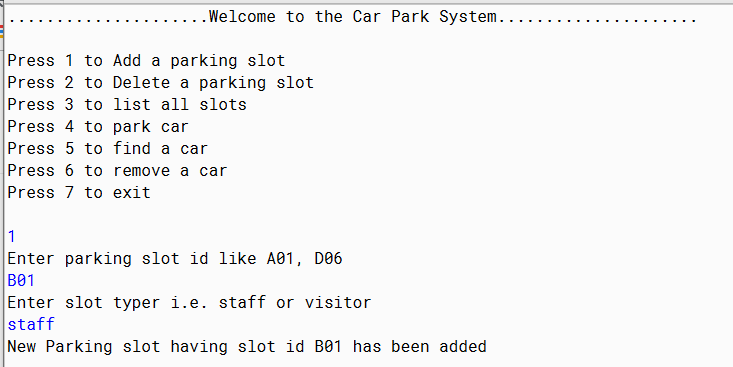 .....................Welcome to the Car Park System.....................
Press 1 to Add a parking slot
Press 2 to Delete a parking slot
Press 3 to list all slots
Press 4 to park car
Press 5 to find a car
Press 6 to remove a car
Press 7 to exit
1
Enter parking slot id like A01, D06
B01
Enter slot typer i.e. staff or visitor
staff
New Parking slot having slot id B01 has been added